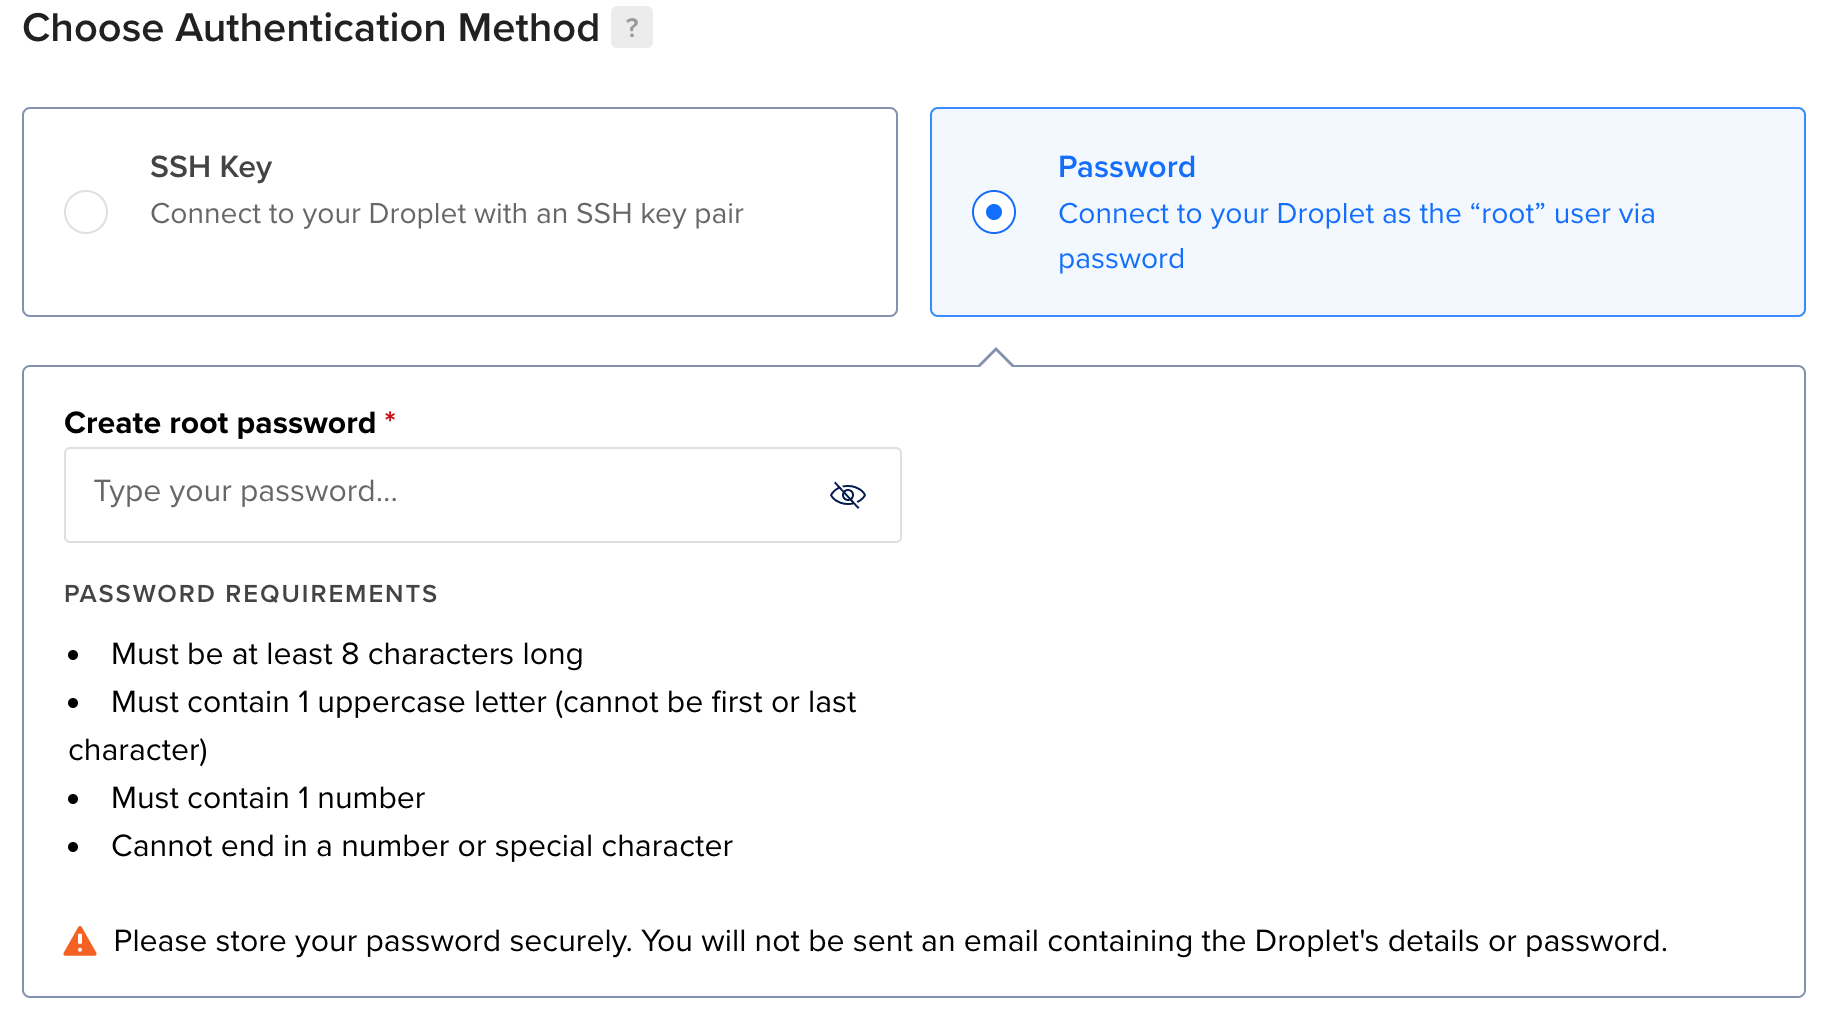 Choose Authentication Method ?
SSH Key
Connect to your Droplet with an SSH key pair
Password
Connect to your Droplet as the “root” user via
password
Create root password *
Type your password...
PASSWORD REQUIREMENTS
• Must be at least 8 characters long
• Must contain 1 uppercase letter (cannot be first or last
character)
• Must contain 1 number
• Cannot end in a number or special character
Please store your password securely. You will not be sent an email containing the Droplet's details or password.